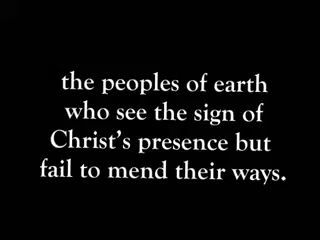 the peoples of earth
who see the sign of
Christ's presence but
fail to mend their ways.